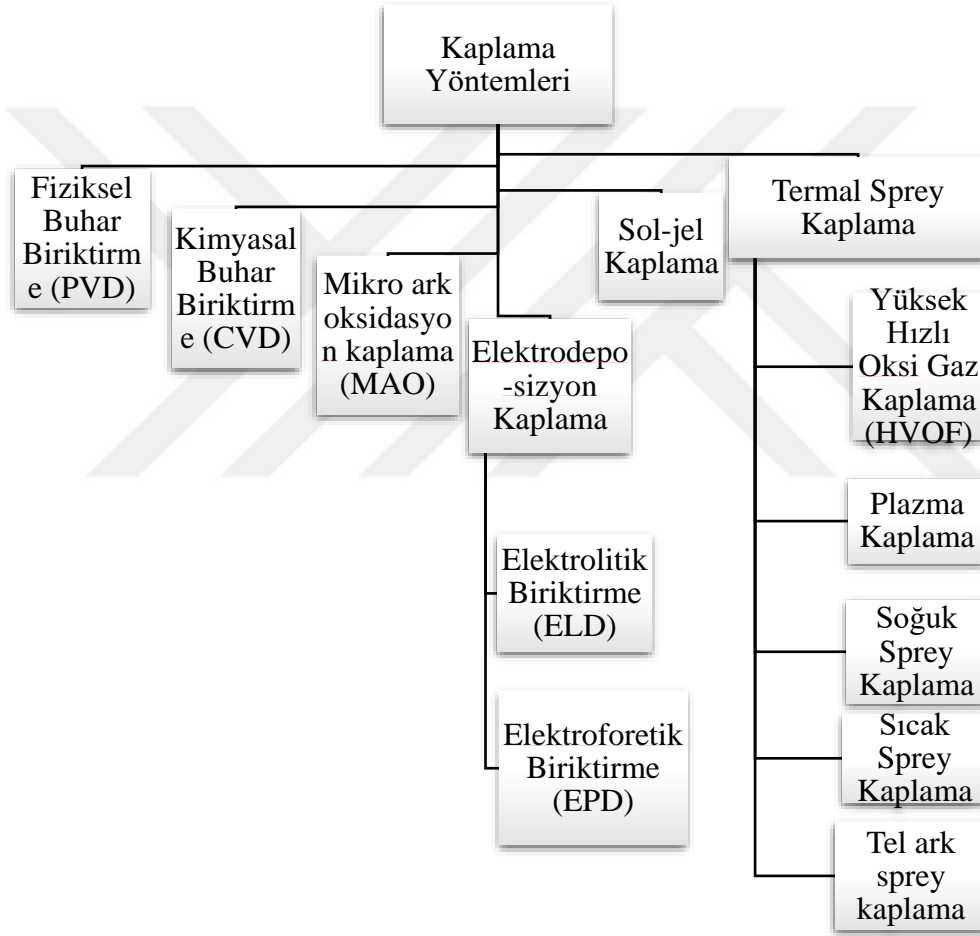 Kaplama
Yöntemleri
Fiziksel
Buhar
Biriktirm
e (PVD)
Kimyasal
Buhar
Biriktirm
e (CVD)
Mikro ark
oksidasyo
n kaplama
(MAO)
Elektrodepo
-sizyon
Kaplama
Elektrolitik
Biriktirme
(ELD)
Elektroforetik
Biriktirme
(EPD)
Sol-jel
Kaplama
Termal Sprey
Kaplama
Yüksek
Hızlı
Oksi Gaz
Kaplama
(HVOF)
Plazma
Kaplama
Soğuk
Sprey
Kaplama
Sıcak
Sprey
Kaplama
Tel ark
sprey
kaplama